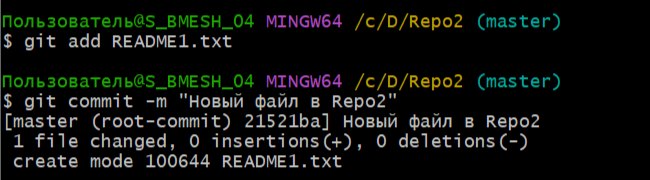 Пользователь@S_BMESH_04 MINGW64 /c/D/Repo2 (master)
$ git add README1.txt
Пользователь@S_BMESH_04 MINGW64 /c/D/Repo2 (master)
$ git commit -m "Новый файл в Repo2"
[master (root-commit) 21521ba] Новый файл в Repo2
 1 file changed, 0 insertions(+), 0 deletions(-)
 create mode 100644 README1.txt